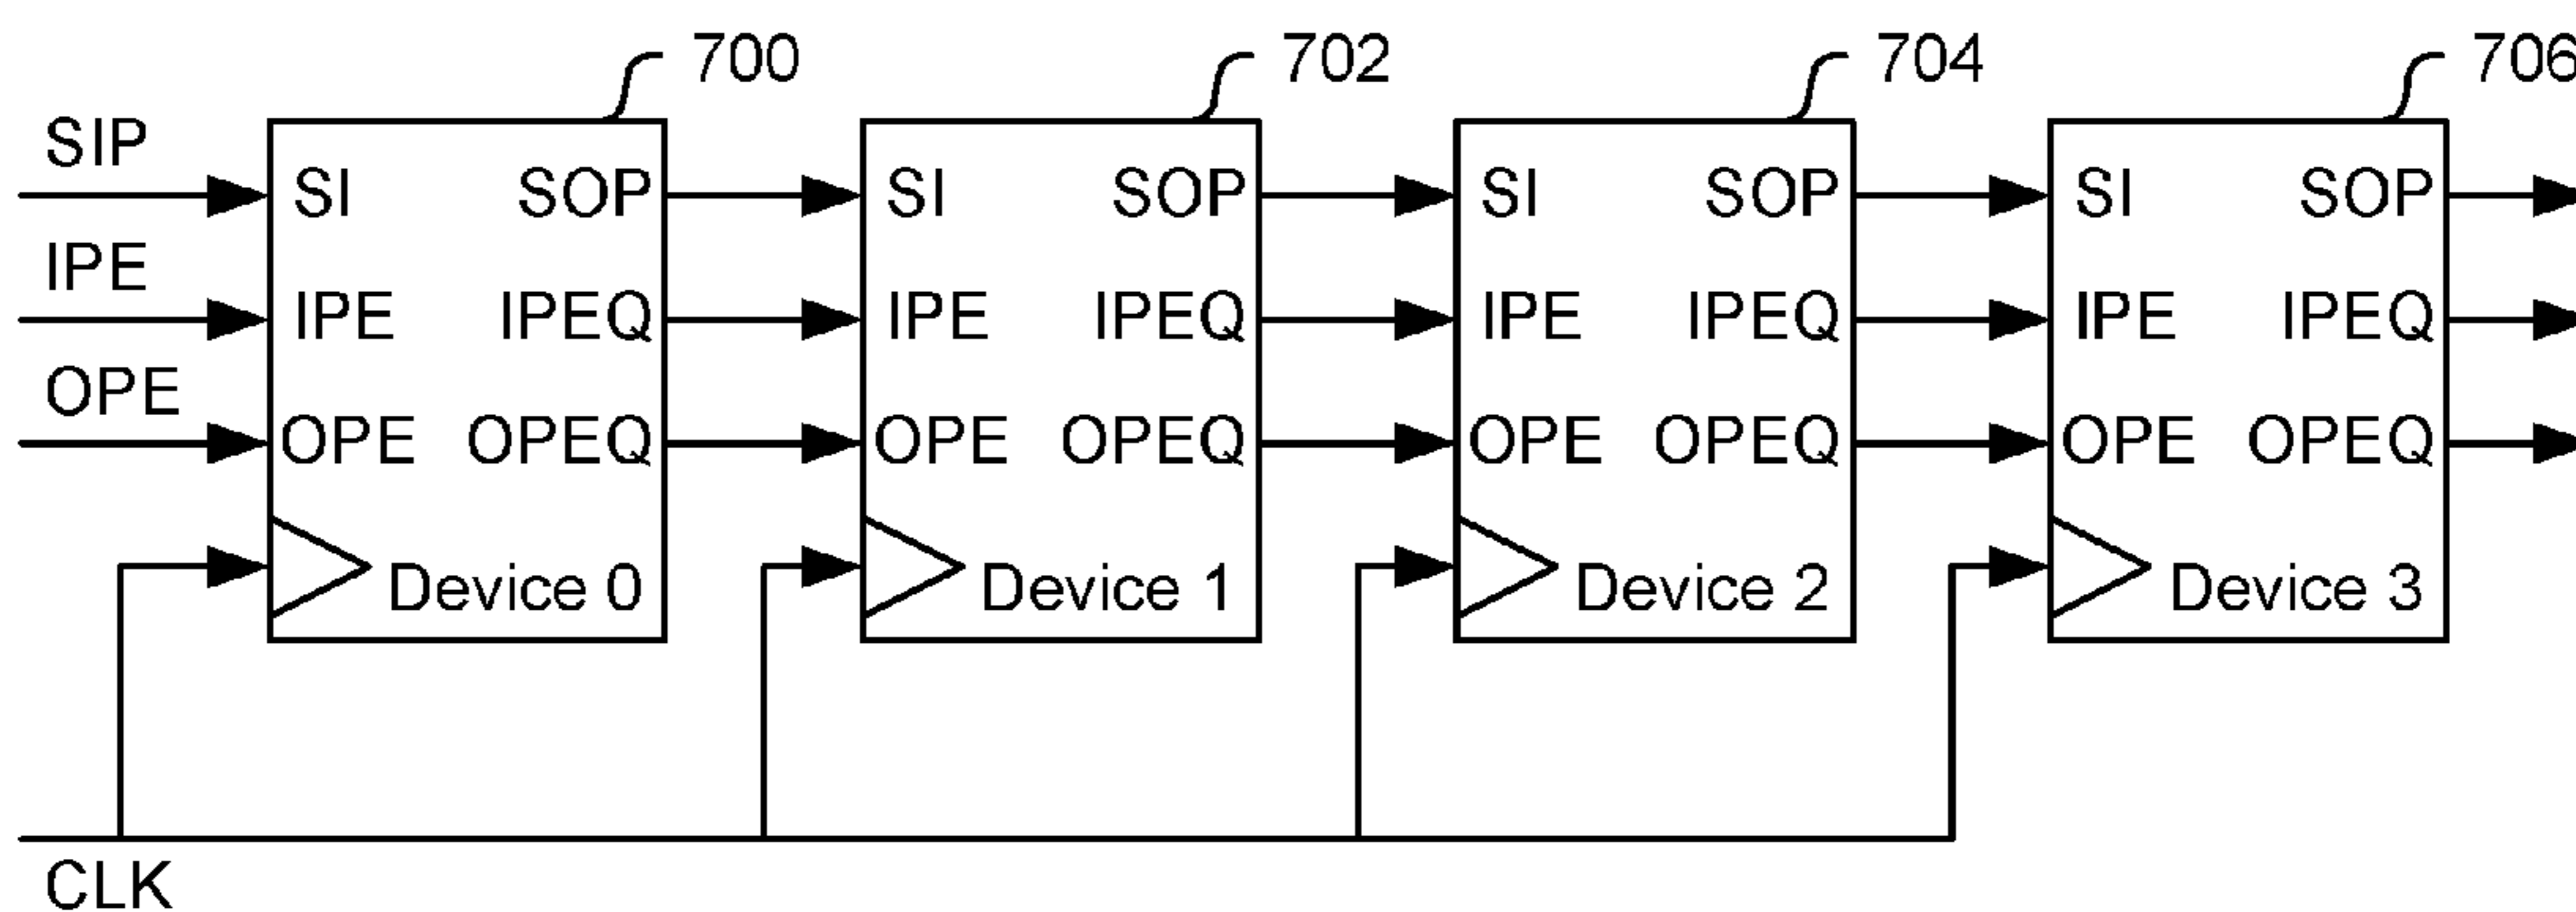 700 702 704 706
SIP
SI SOP SI SOP SI SOP SI SOP
IPE
IPE IPEQ IPE IPEQ IPE IPEQ IPE IPEQ
OPE
OPE OPEQ OPE OPEQ OPE OPEQ OPE OPEQ
Device 0 Device 1 Device 2 Device 3
CLK